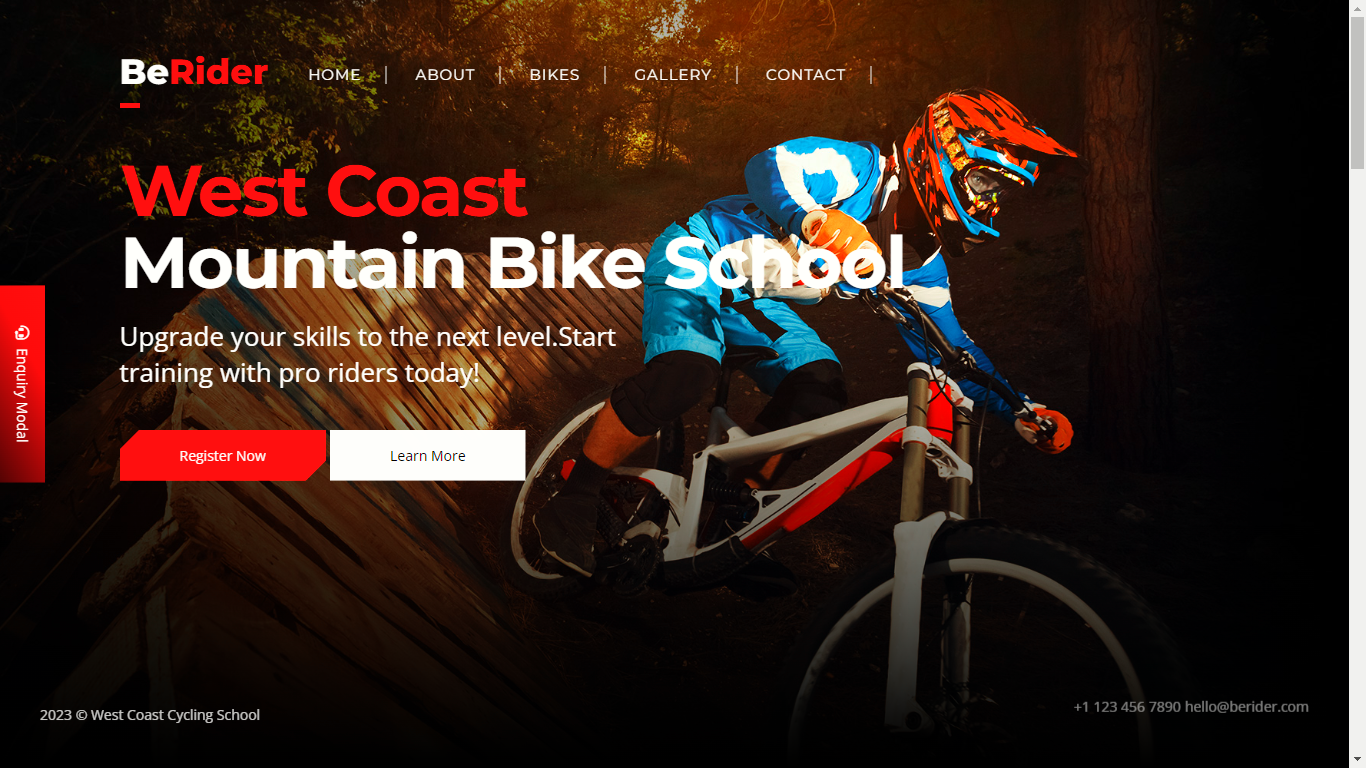 BeRider
HOME | ABOUT | BIKES | GALLERY | CONTACT |
West Coast
Mountain Bike School
Upgrade your skills to the next level.Start
training with pro riders today!
Enquiry Modal
Register Now
Learn More
2023 © West Coast Cycling School
+1 123 456 7890 hello@berider.com